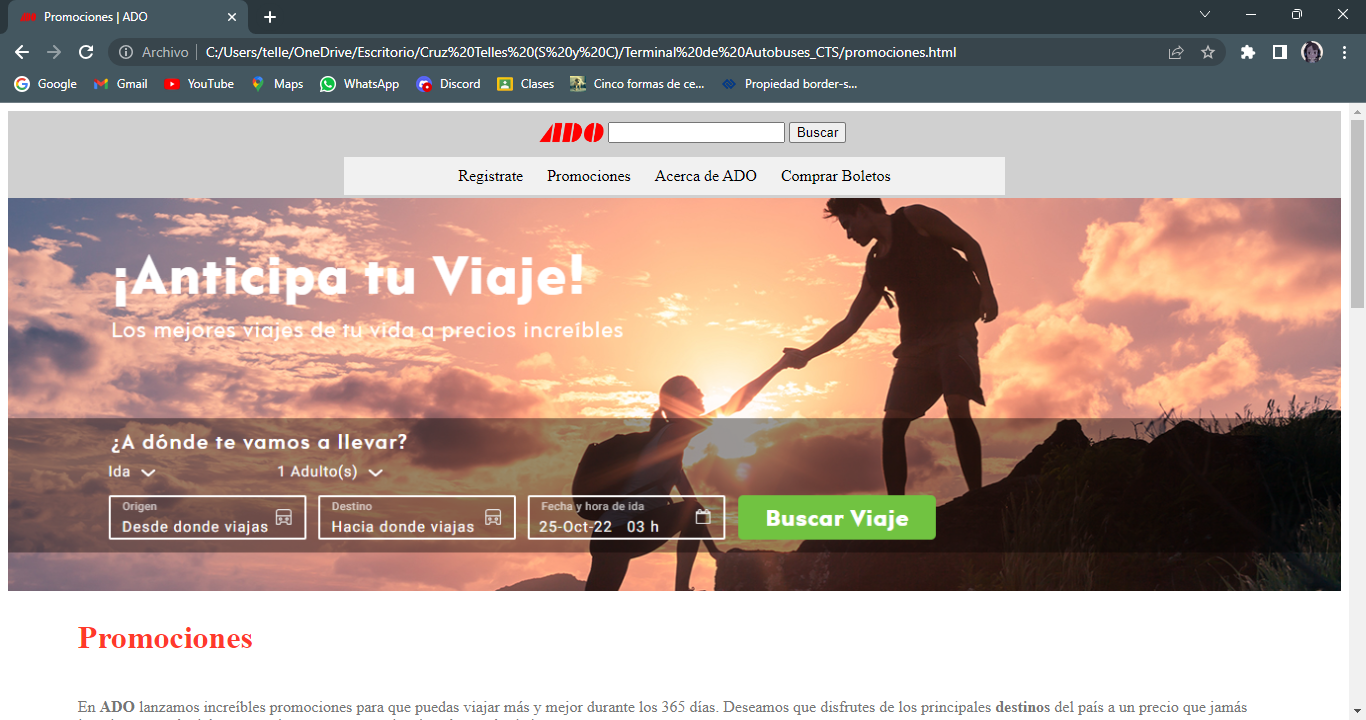 Promociones | ADO
Archivo C:/Users/telle/OneDrive/Escritorio/Cruz%20Telles%20(S%20y%20C)/Terminal%20de%20Autobuses_CTS/promociones.html
Google Gmail YouTube Maps WhatsApp Discord Clases Cinco formas de ce... Propiedad border-s...
ADO Buscar
Registrate Promociones Acerca de ADO Comprar Boletos
¡Anticipa tu Viaje!
Los mejores viajes de tu vida a precios increíbles
¿A dónde te vamos a llevar?
Ida 1 Adulto(s)
Origen Destino Fecha y hora de ida
Desde donde viajas Hacia donde viajas 25-Oct-22 03 h Buscar Viaje
Promociones
En ADO lanzamos increíbles promociones para que puedas viajar más y mejor durante los 365 días. Deseamos que disfrutes de los principales destinos del país a un precio que jamás